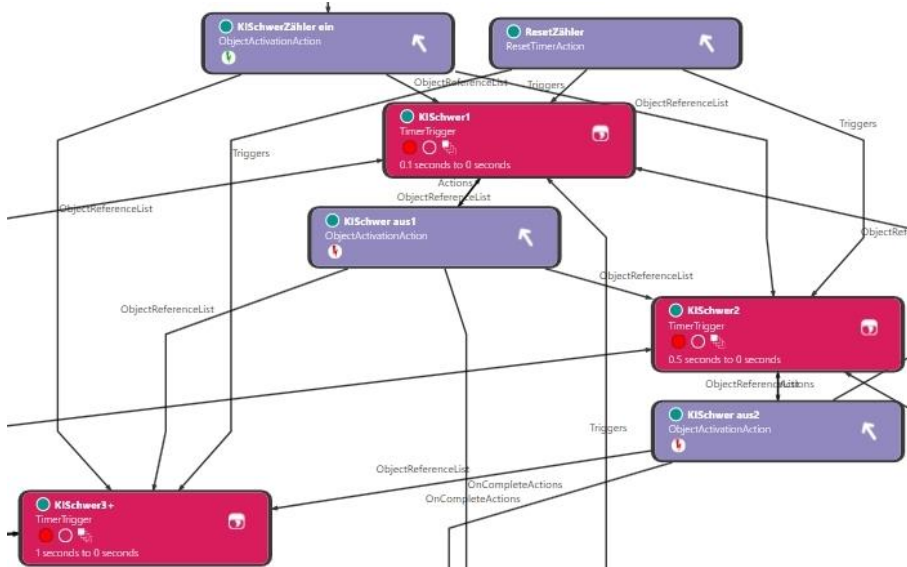 KISchwerZähler ein
ObjectActivationAction
ResetZähler
ResetTimerAction
ObjectReferenceList
Triggers
ObjectReferenceList
KISchwer1
TimerTrigger
0.1 seconds to 0 seconds
Triggers
Triggers
Actions
ObjectReferenceList
ObjectReferenceList
KISchwer aus1
ObjectActivationAction
ObjectRef
ObjectReferenceList
ObjectReferenceList
KISchwer2
TimerTrigger
0.5 seconds to 0 seconds
ObjectReferenceList
Actions
KISchwer aus2
ObjectActivationAction
Triggers
ObjectReferenceList
OnCompleteActions
OnCompleteActions
KISchwer3+
TimerTrigger
1 seconds to 0 seconds